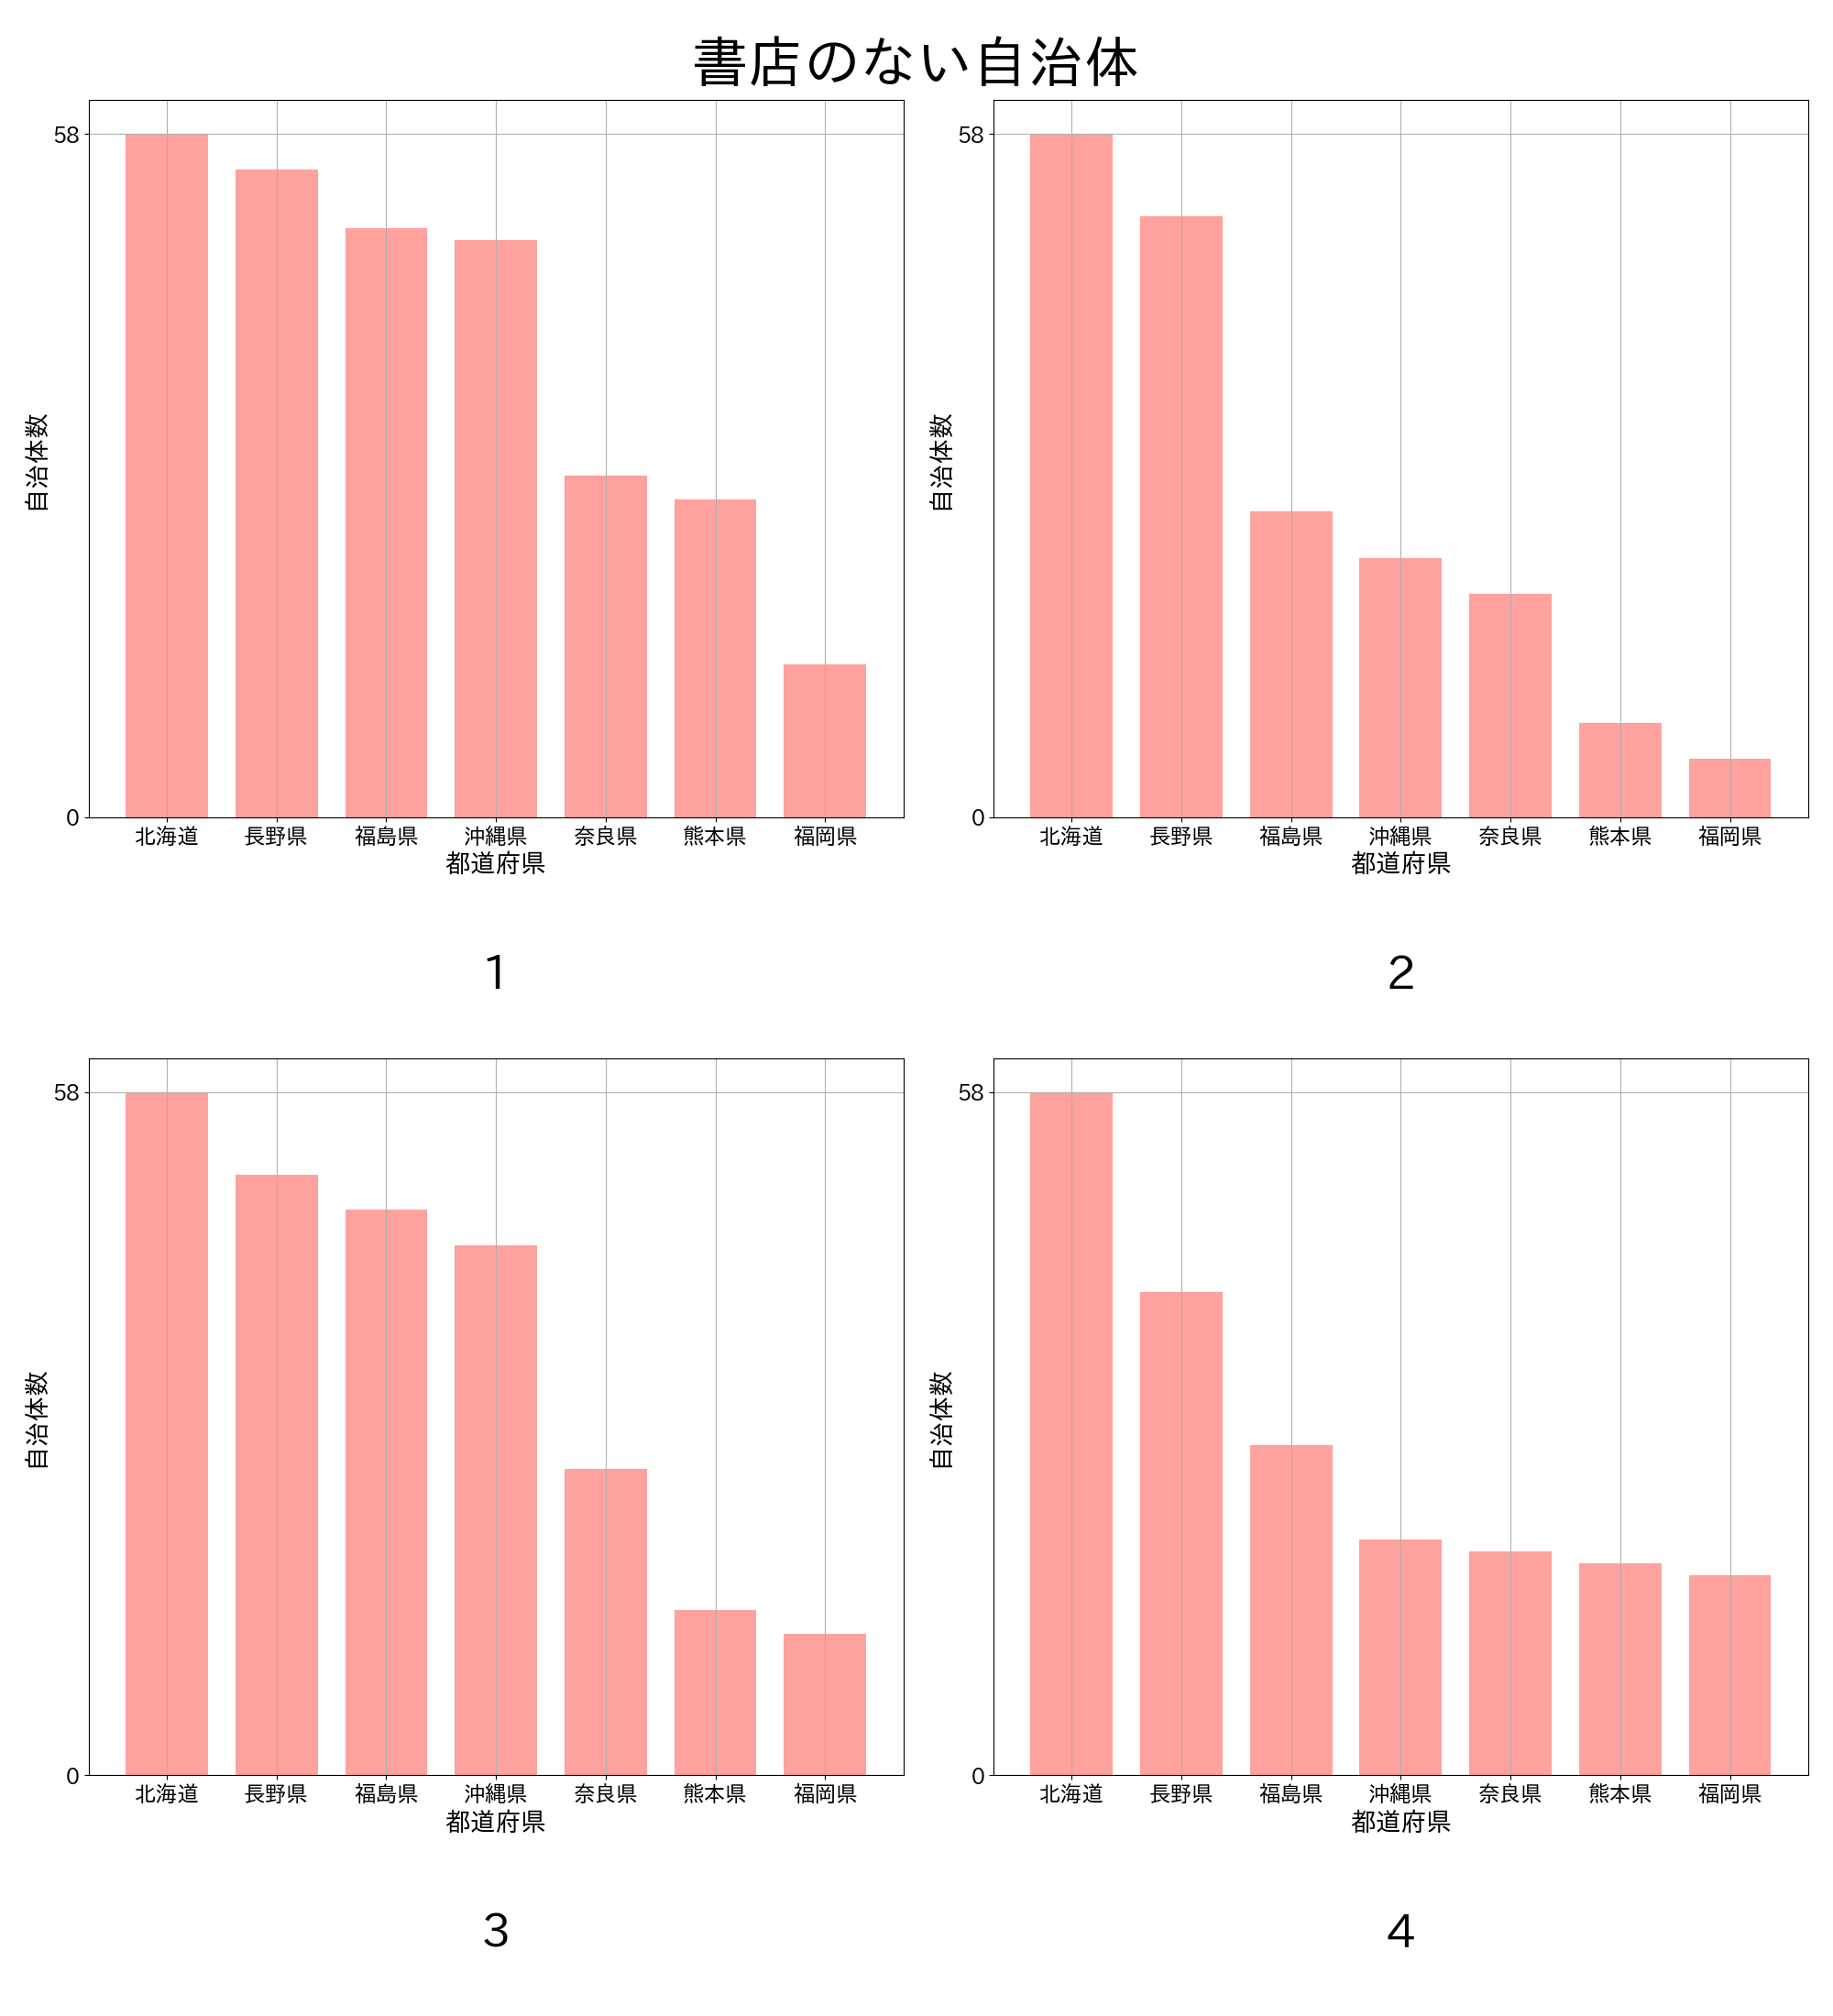 書店のない自治体
58
0
自治体数
北海道 長野県 福島県 沖縄県 奈良県 熊本県 福岡県
都道府県
1
58
0
自治体数
北海道 長野県 福島県 沖縄県 奈良県 熊本県 福岡県
都道府県
2
58
0
自治体数
北海道 長野県 福島県 沖縄県 奈良県 熊本県 福岡県
都道府県
3
58
0
自治体数
北海道 長野県 福島県 沖縄県 奈良県 熊本県 福岡県
都道府県
4